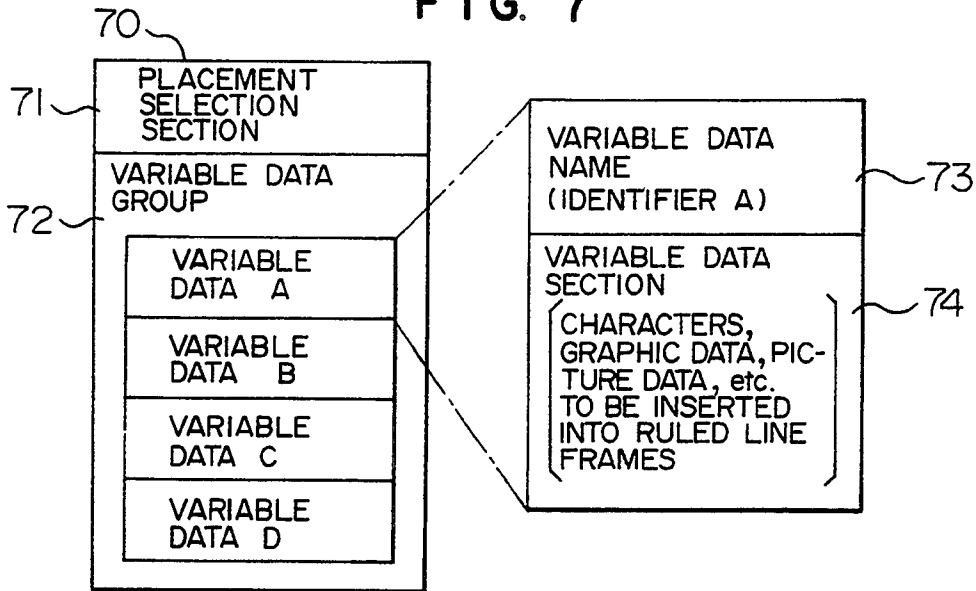 FIG. 7
70
71
PLACEMENT
SELECTION
SECTION
72
VARIABLE DATA
GROUP
VARIABLE
DATA A
VARIABLE
DATA B
VARIABLE
DATA C
VARIABLE
DATA D
VARIABLE DATA
NAME
(IDENTIFIER A)
73
VARIABLE DATA
SECTION
74
CHARACTERS,
GRAPHIC DATA, PIC-
TURE DATA, etc.
TO BE INSERTED
INTO RULED LINE
FRAMES